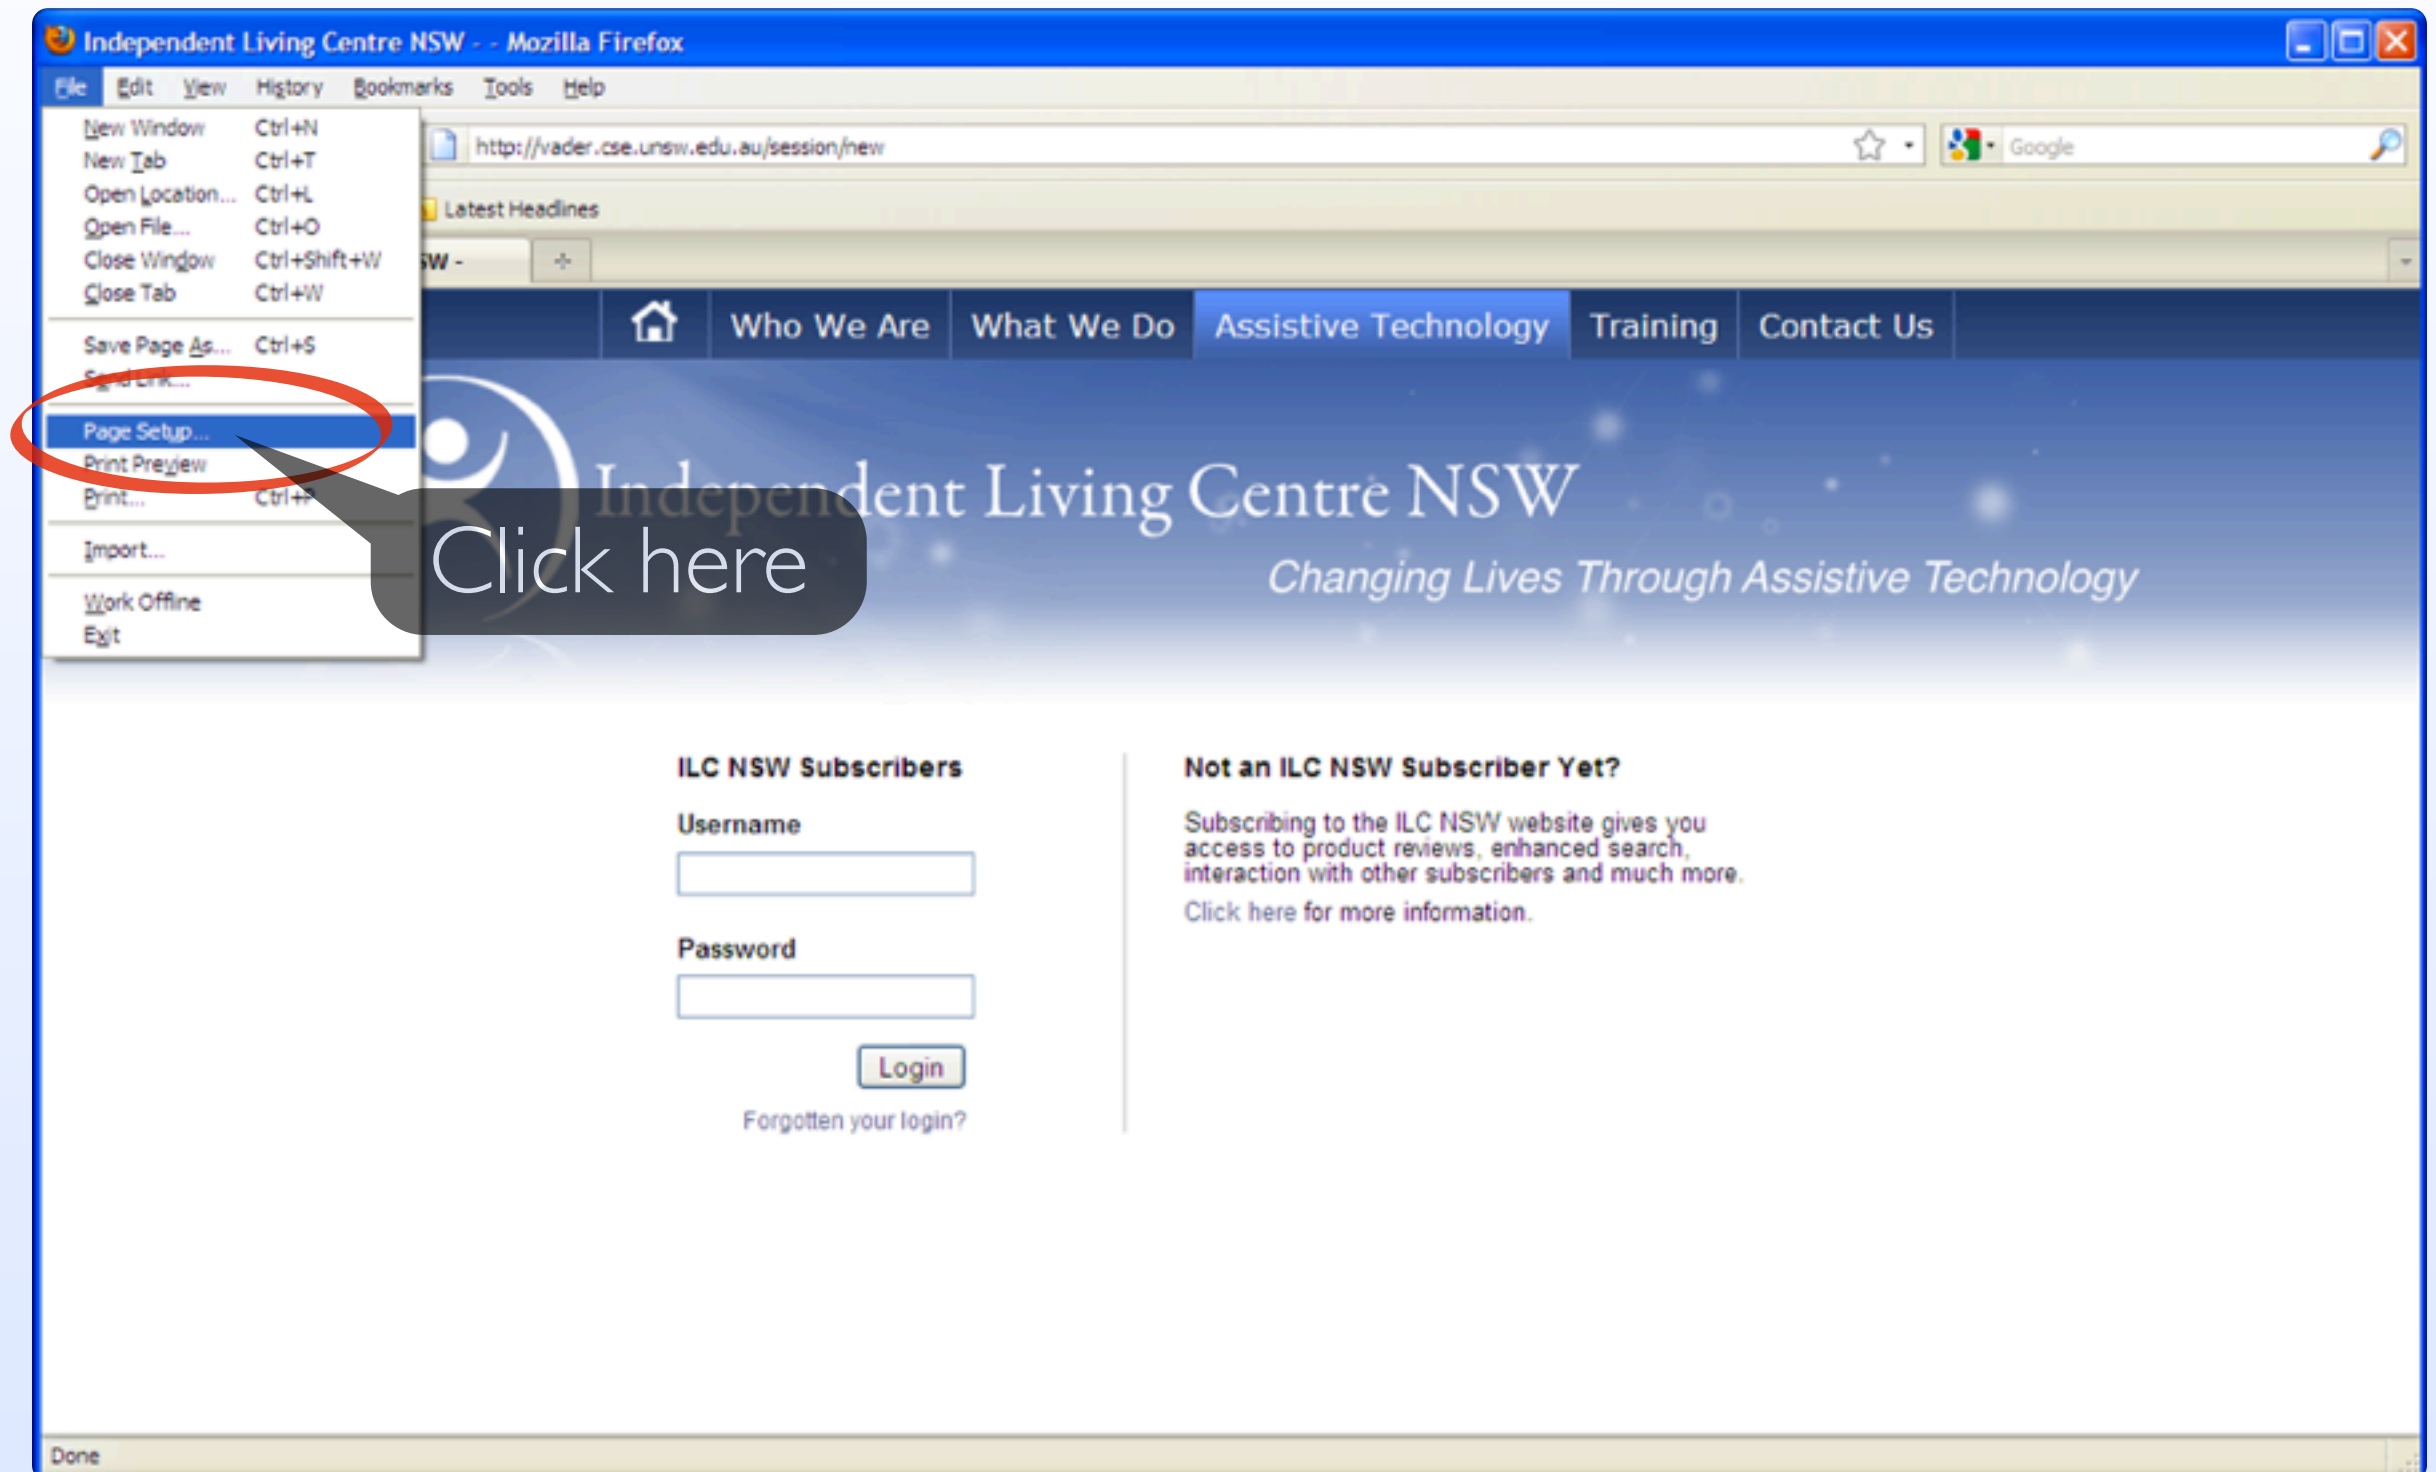 Independent Living Centre NSW - - Mozilla Firefox
File Edit View History Bookmarks Tools Help
New Window Ctrl+N
New Tab Ctrl+T
Open Location... Ctrl+L
Open File... Ctrl+O
Close Window Ctrl+Shift+W
Close Tab Ctrl+W
Save Page As... Ctrl+S
Send Link...
Page Setup...
Print Preview
Print... Ctrl+P
Import...
Work Offline
Exit
http://vader.cse.unsw.edu.au/session/new
Google
Latest Headlines
SW -
Who We Are What We Do Assistive Technology Training Contact Us
Independent Living Centre NSW
Changing Lives Through Assistive Technology
Click here
ILC NSW Subscribers
Username
Password
Login
Forgotten your login?
Not an ILC NSW Subscriber Yet?
Subscribing to the ILC NSW website gives you
access to product reviews, enhanced search,
interaction with other subscribers and much more.
Click here for more information.
Done